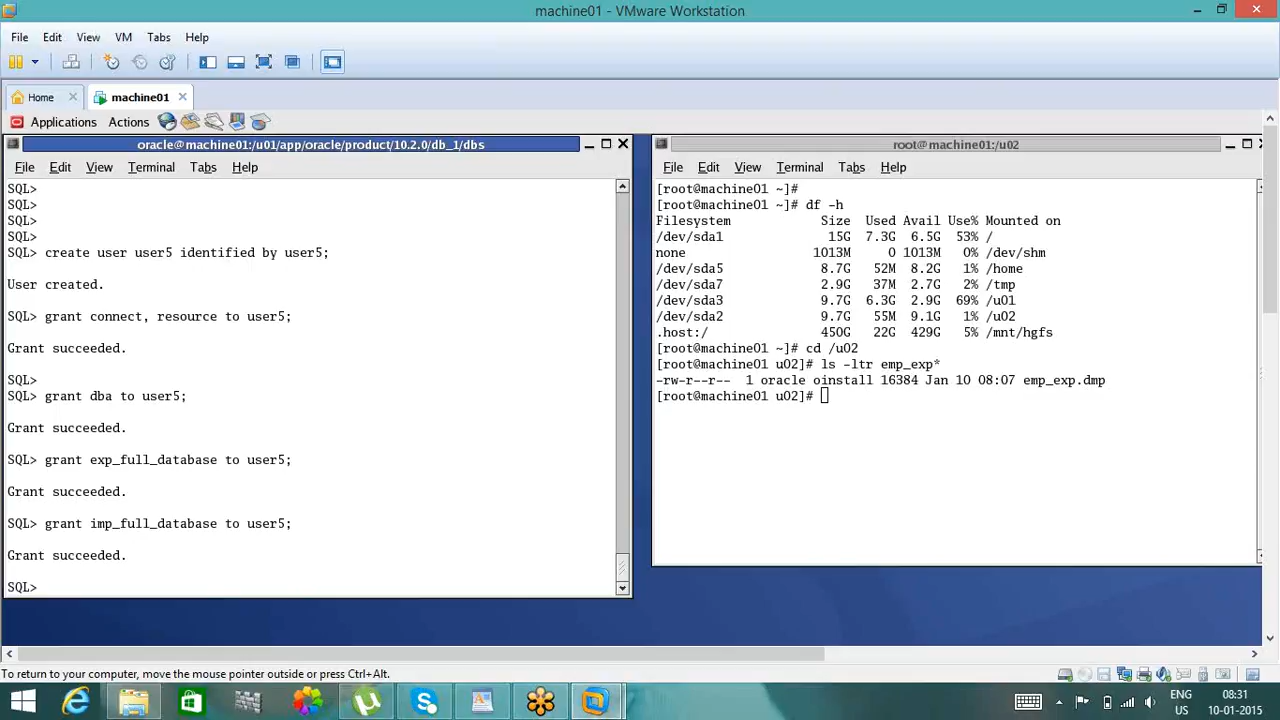 machine01 - VMware Workstation
File Edit View VM Tabs Help
Home machine01
Applications Actions
oracle@machine01:/u01/app/oracle/product/10.2.0/db_1/dbs
File Edit View Terminal Tabs Help
SQL>
SQL>
SQL>
SQL>
SQL> create user user5 identified by user5;
User created.
SQL> grant connect, resource to user5;
Grant succeeded.
SQL>
SQL> grant dba to user5;
Grant succeeded.
SQL> grant exp_full_database to user5;
Grant succeeded.
SQL> grant imp_full_database to user5;
Grant succeeded.
SQL>
root@machine01:/u02
File Edit View Terminal Tabs Help
[root@machine01 ~]#
[root@machine01 ~]# df -h
Filesystem Size Used Avail Use% Mounted on
/dev/sda1 15G 7.3G 6.5G 53% /
none 1013M 0 1013M 0% /dev/shm
/dev/sda5 8.7G 52M 8.2G 1% /home
/dev/sda7 2.9G 37M 2.7G 2% /tmp
/dev/sda3 9.7G 6.3G 2.9G 69% /u01
/dev/sda2 9.7G 55M 9.1G 1% /u02
.host:/ 450G 22G 429G 5% /mnt/hgfs
[root@machine01 ~]# cd /u02
[root@machine01 u02]# ls -ltr emp_exp*
-rw-r--r-- 1 oracle oinstall 16384 Jan 10 08:07 emp_exp.dmp
[root@machine01 u02]#
To return to your computer, move the mouse pointer outside or press Ctrl+Alt.
ENG 08:31
US 10-01-2015